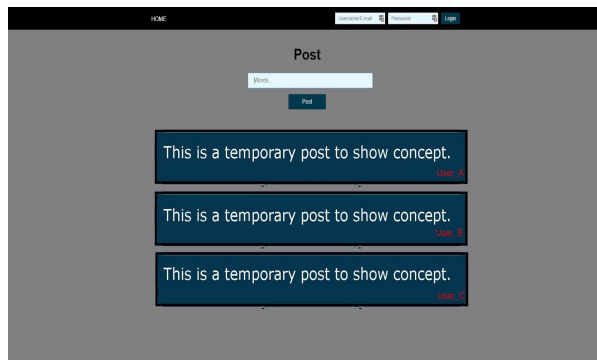 HOME
Username/E-mail Password Login
Post
Words..
Post
This is a temporary post to show concept.
User_A
This is a temporary post to show concept.
User_B
This is a temporary post to show concept.
User_C